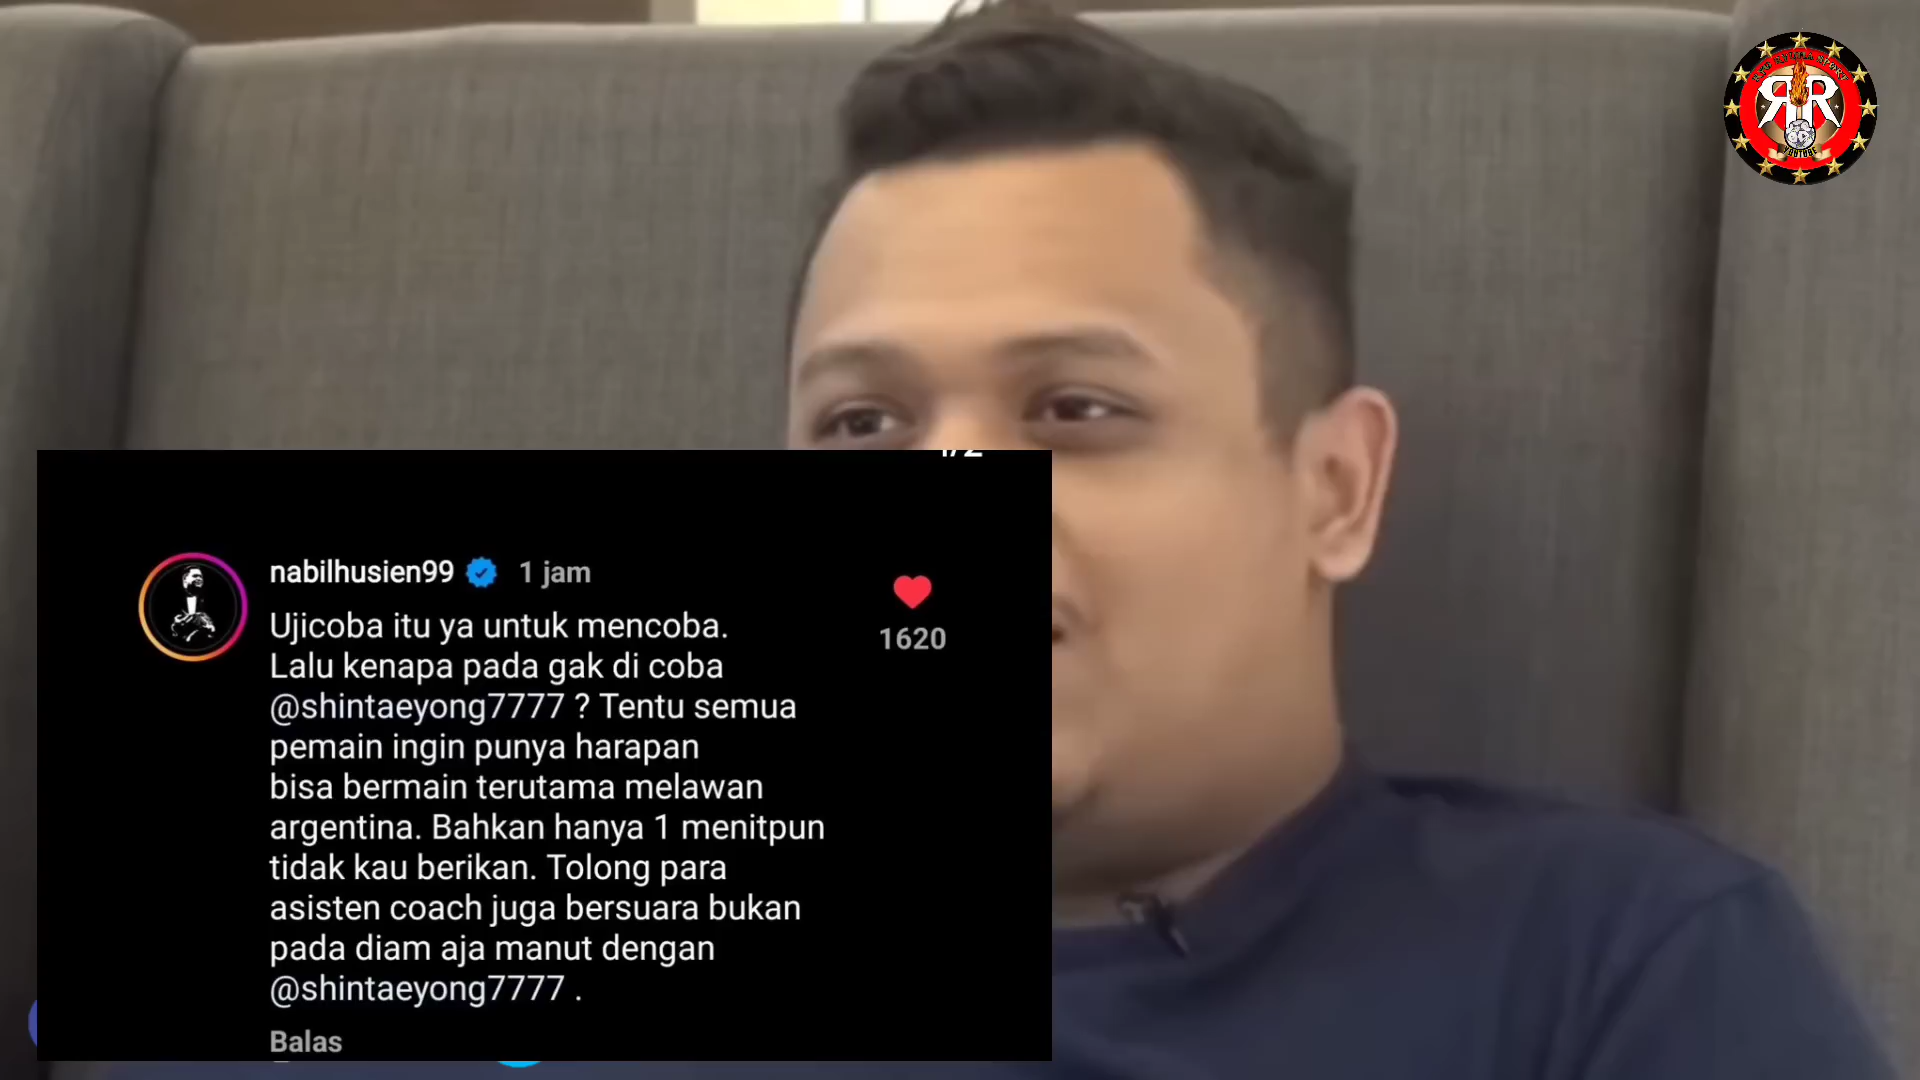 nabilhusien99 1 jam
Ujicoba itu ya untuk mencoba.
Lalu kenapa pada gak di coba
@shintaeyong7777 ? Tentu semua
pemain ingin punya harapan
bisa bermain terutama melawan
argentina. Bahkan hanya 1 menitpun
tidak kau berikan. Tolong para
asisten coach juga bersuara bukan
pada diam aja manut dengan
@shintaeyong7777 .
Balas
1620
RR
YOUTUBE